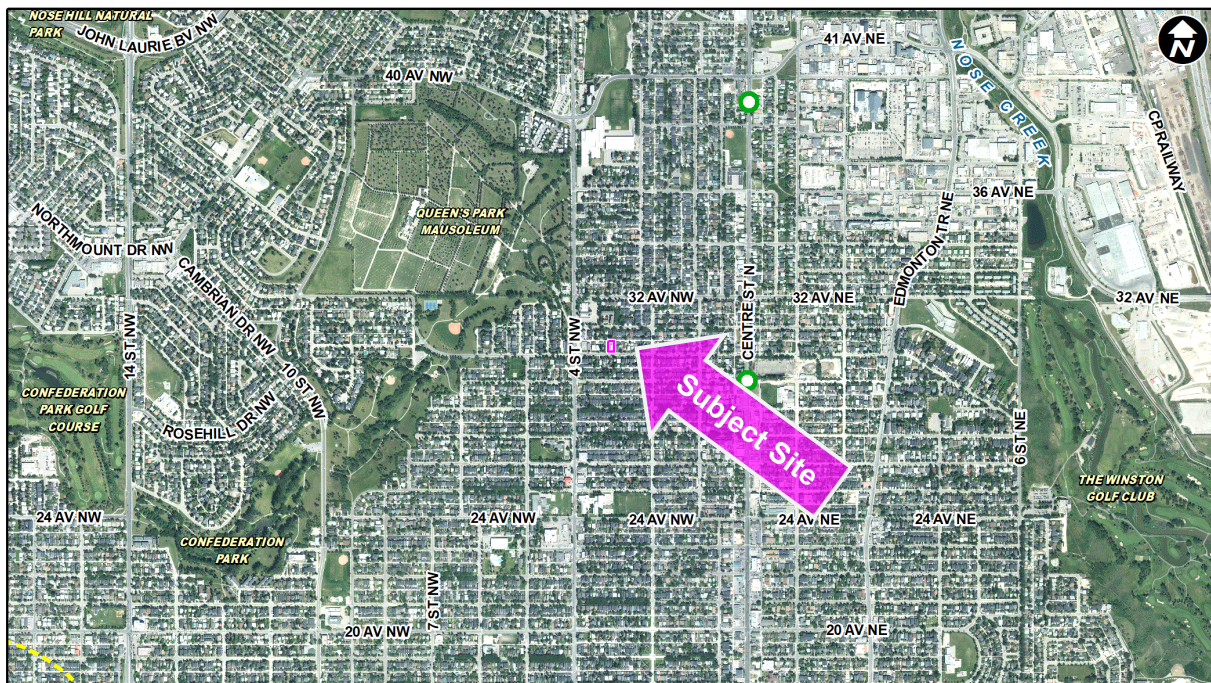 NOSE HILL NATURAL
PARK
JOHN LAURIE BV NW
41 AV NE
N
40 AV NW
NOSE CREEK
CP RAILWAY
36 AV NE
QUEEN'S PARK
MAUSOLEUM
NORTHMOUNT DR NW
CAMBRIAN DR NW
EDMONTON TR NE
CENTRE ST N
32 AV NW
32 AV NE
32 AV NE
14 ST NW
4 ST NW
10 ST NW
CONFEDERATION
PARK GOLF
COURSE
ROSEHILL DR NW
Subject Site
6 ST NE
THE WINSTON
GOLF CLUB
24 AV NW
24 AV NW
24 AV NW
24 AV NE
24 AV NE
CONFEDERATION
PARK
7 ST NW
20 AV NW
20 AV NE